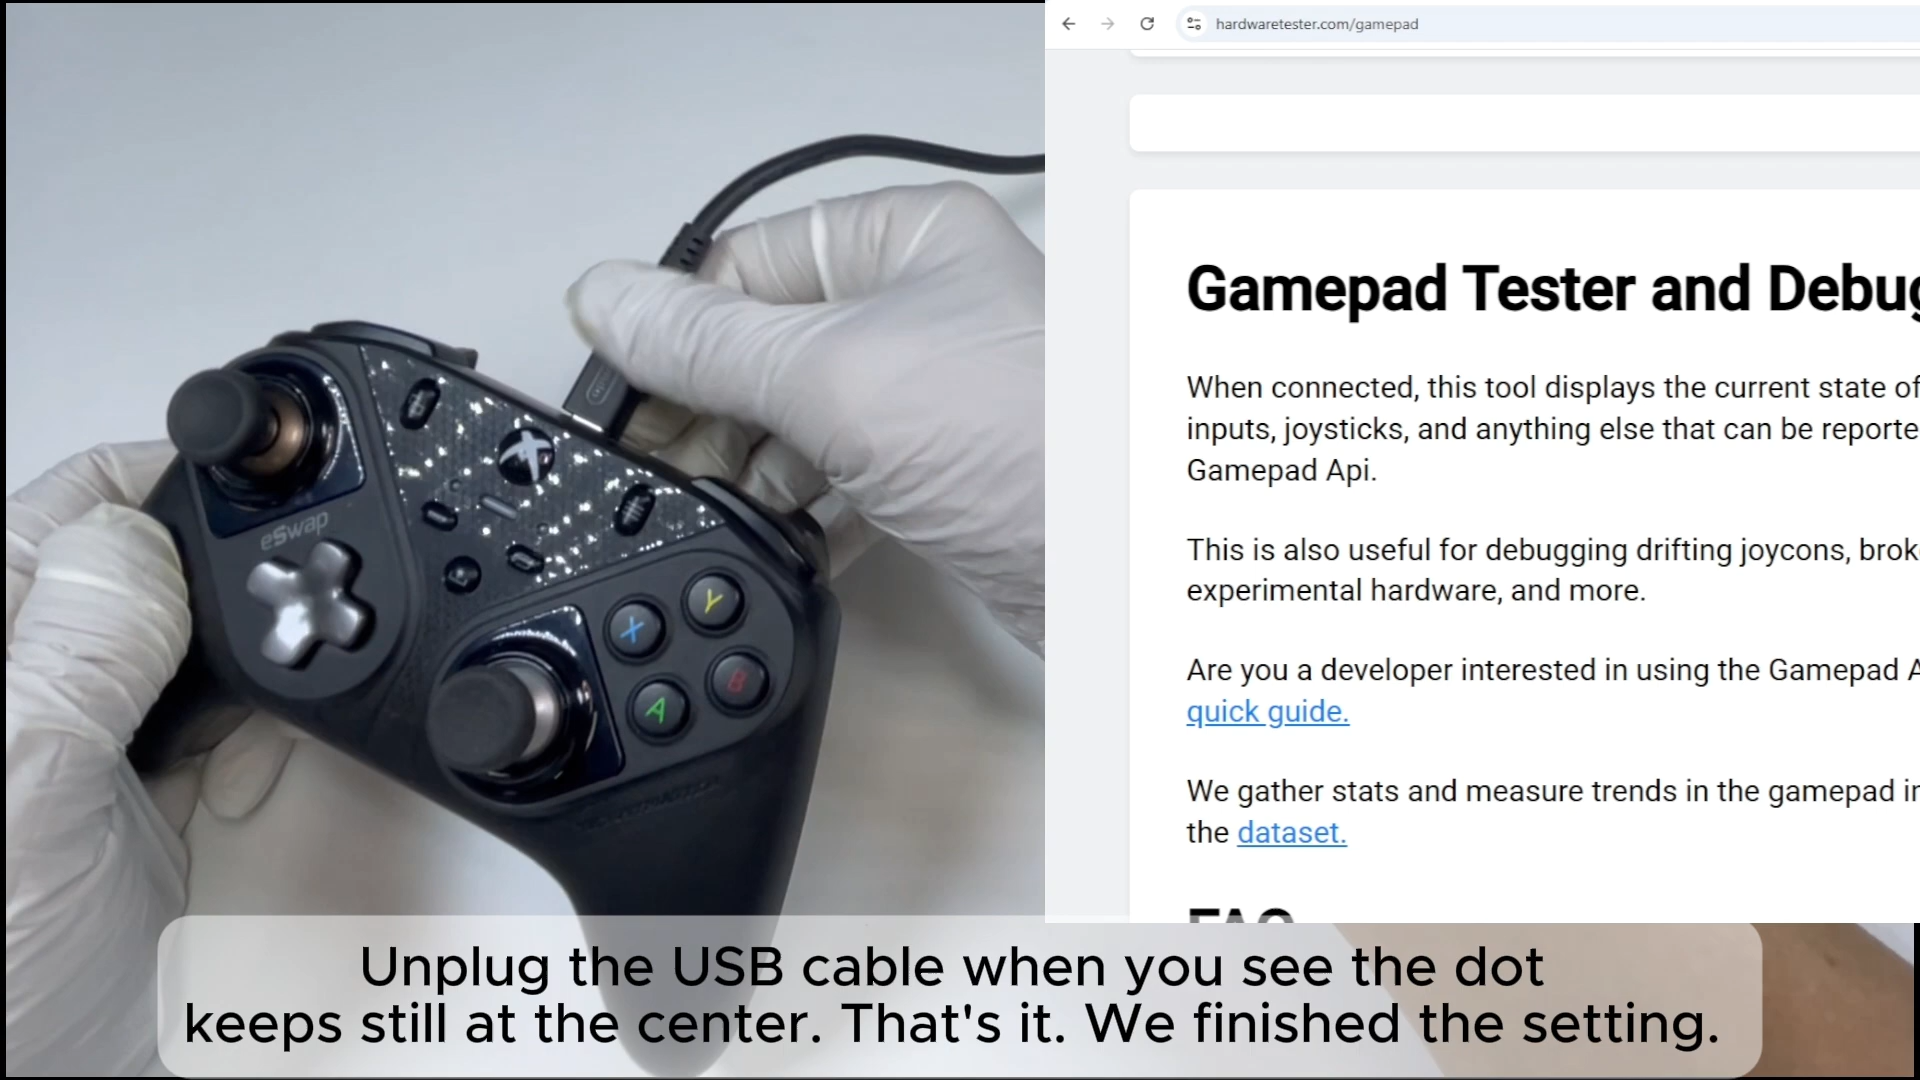 hardwaretester.com/gamepad
Gamepad Tester and Debug
When connected, this tool displays the current state of
inputs, joysticks, and anything else that can be reporte
Gamepad Api.
This is also useful for debugging drifting joycons, brok
experimental hardware, and more.
Are you a developer interested in using the Gamepad A
quick guide.
We gather stats and measure trends in the gamepad in
the dataset.
FAQ
eSwap
X
Y
A
B
Unplug the USB cable when you see the dot
keeps still at the center. That's it. We finished the setting.